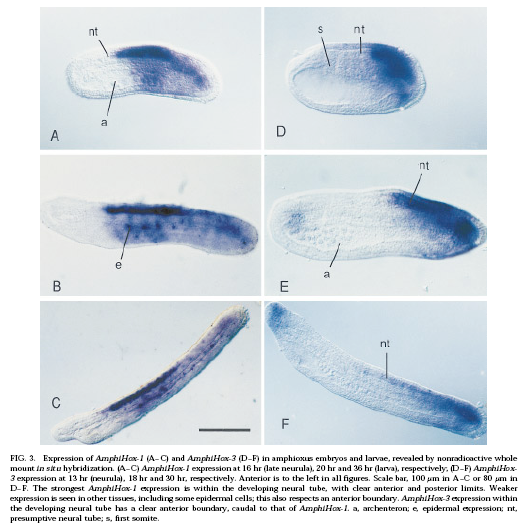 nt
a
A
s
nt
D
e
B
nt
a
E
C
nt
F
FIG. 3. Expression of AmphiHox-1 (A–C) and AmphiHox-3 (D–F) in amphioxus embryos and larvae, revealed by nonradioactive whole
mount in situ hybridization. (A–C) AmphiHox-1 expression at 16 hr (late neurula), 20 hr and 36 hr (larva), respectively; (D–F) AmphiHox-
3 expression at 13 hr (neurula), 18 hr and 30 hr, respectively. Anterior is to the left in all figures. Scale bar, 100 μm in A–C or 80 μm in
D–F. The strongest AmphiHox-1 expression is within the developing neural tube, with clear anterior and posterior limits. Weaker
expression is seen in other tissues, including some epidermal cells; this also respects an anterior boundary. AmphiHox-3 expression within
the developing neural tube has a clear anterior boundary, caudal to that of AmphiHox-1. a, archenteron; e, epidermal expression; nt,
presumptive neural tube; s, first somite.